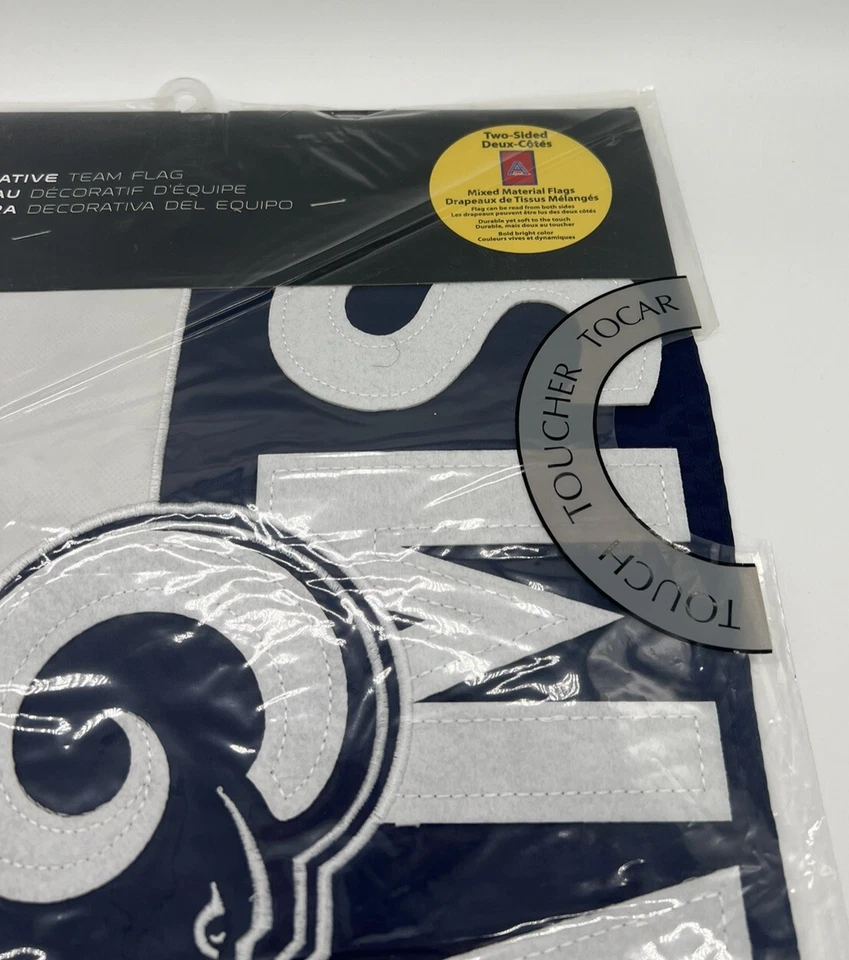 ATIVE TEAM FLAG
AU DÉCORATIF D'ÉQUIPE
RA DECORATIVA DEL EQUIPO
Two-Sided
Deux-Côtés
A
Mixed Material Flags
Drapeaux de Tissus Mélangés
Flag can be read from both sides
Les drapeaux peuvent être lus des deux côtés
Durable yet soft to the touch
Durable, mais doux au toucher
Bold bright color
Couleurs vives et dynamiques
TOUCH TOUCHER TOCAR
MS